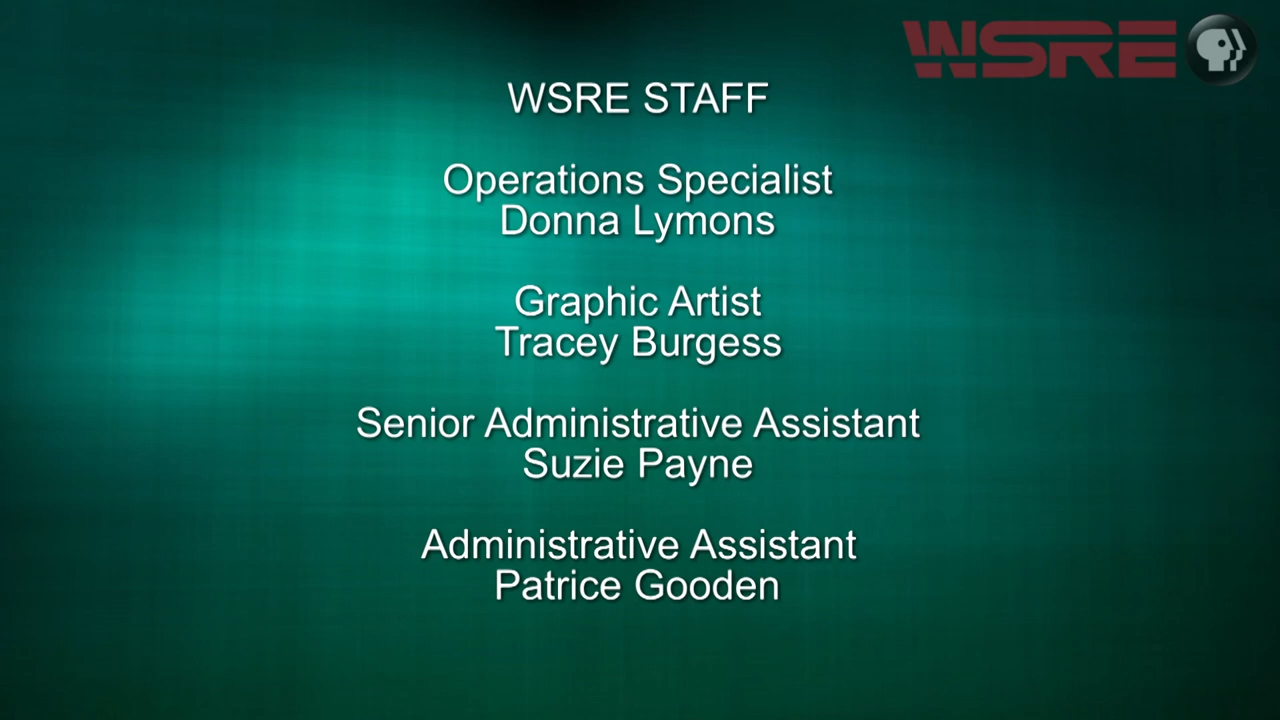 WSRE
WSRE STAFF
Operations Specialist
Donna Lymons
Graphic Artist
Tracey Burgess
Senior Administrative Assistant
Suzie Payne
Administrative Assistant
Patrice Gooden